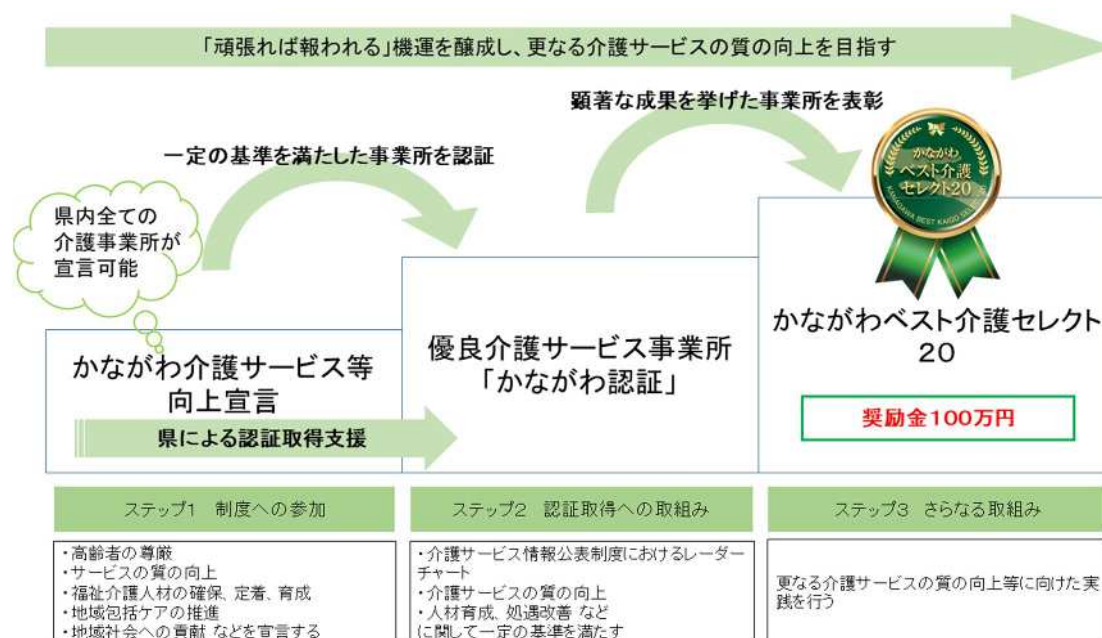 「頑張れば報われる」機運を醸成し、更なる介護サービスの質の向上を目指す
顕著な成果を挙げた事業所を表彰
一定の基準を満たした事業所を認証
県内全ての
介護事業所が
宣言可能
かながわ
ベスト介護
セレクト20
KANAGAWA BEST KAIGO SELECT 20
かながわ介護サービス等
向上宣言
県による認証取得支援
優良介護サービス事業所
「かながわ認証」
かながわベスト介護セレクト
20
奨励金100万円
ステップ1 制度への参加
・高齢者の尊厳
・サービスの質の向上
・福祉介護人材の確保、定着、育成
・地域包括ケアの推進
・地域社会への貢献 などを宣言する
ステップ2 認証取得への取組み
・介護サービス情報公表制度におけるレーダー
チャート
・介護サービスの質の向上
・人材育成、処遇改善 など
に関して一定の基準を満たす
ステップ3 さらなる取組み
更なる介護サービスの質の向上等に向けた実
践を行う